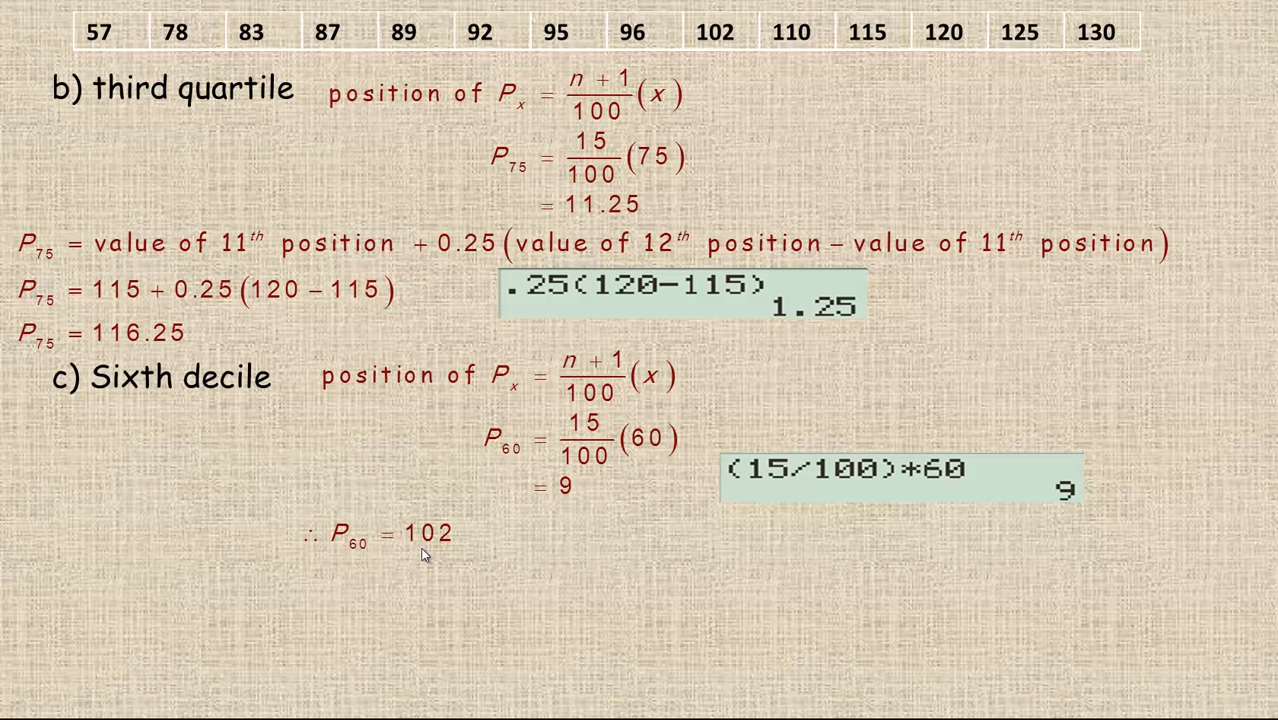 57 78 83 87 89 92 95 96 102 110 115 120 125 130
b) third quartile position of Pₓ = (n + 1)/100 (x)
P₇₅ = 15/100 (75)
= 11.25
P₇₅ = value of 11ᵗʰ position + 0.25(value of 12ᵗʰ position − value of 11ᵗʰ position)
P₇₅ = 115 + 0.25(120 − 115)
.25(120-115)
1.25
P₇₅ = 116.25
c) Sixth decile position of Pₓ = (n + 1)/100 (x)
P₆₀ = 15/100 (60)
= 9
(15/100)*60
9
∴ P₆₀ = 102